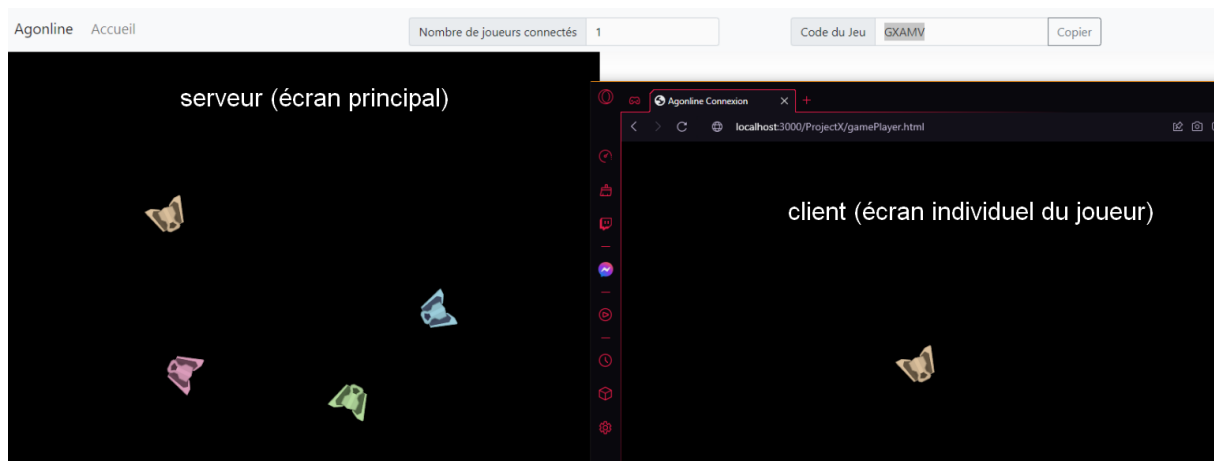 Agonline Accueil Nombre de joueurs connectés 1 Code du Jeu GXAMV Copier
serveur (écran principal)
Agonline Connexion
localhost:3000/ProjectX/gamePlayer.html
client (écran individuel du joueur)